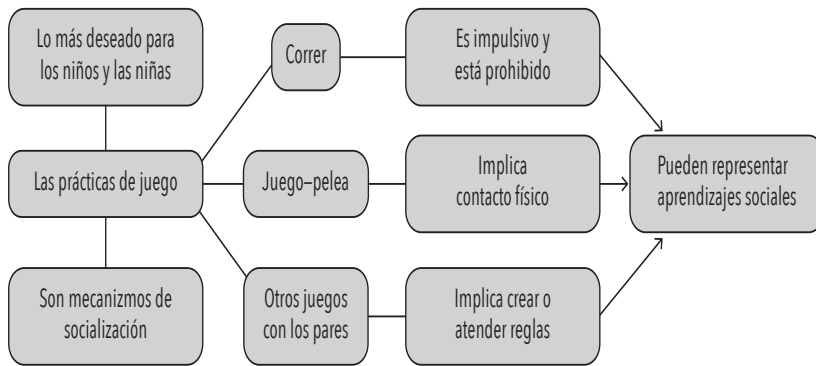 Lo más deseado para
los niños y las niñas
Correr
Es impulsivo y
está prohibido
Las prácticas de juego
Juego–pelea
Implica
contacto físico
Pueden representar
aprendizajes sociales
Son mecanizmos de
socialización
Otros juegos
con los pares
Implica crear o
atender reglas